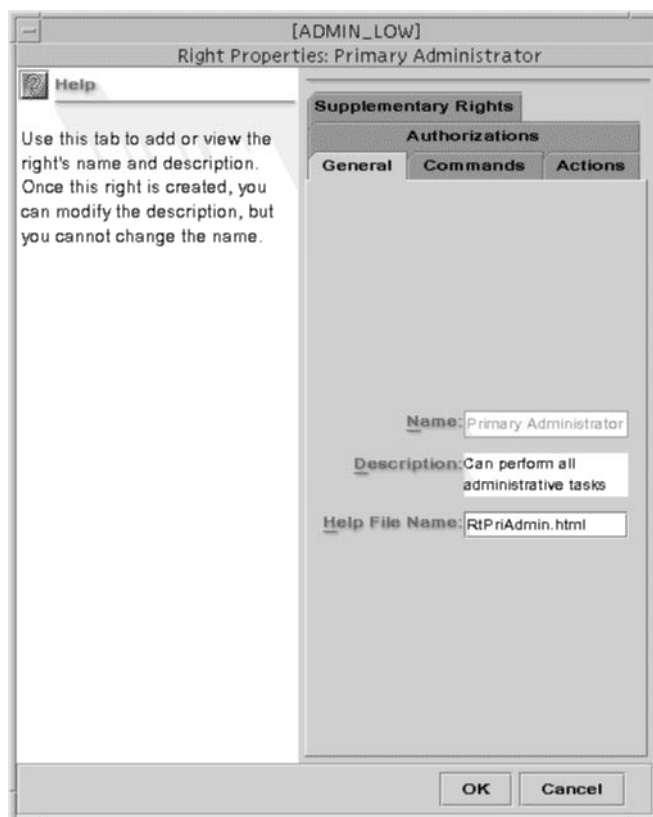 [ADMIN_LOW]
Right Properties: Primary Administrator
Help
Use this tab to add or view the
right's name and description.
Once this right is created, you
can modify the description, but
you cannot change the name.
Supplementary Rights
Authorizations
General Commands Actions
Name: Primary Administrator
Description: Can perform all
administrative tasks
Help File Name: RtPriAdmin.html
OK Cancel